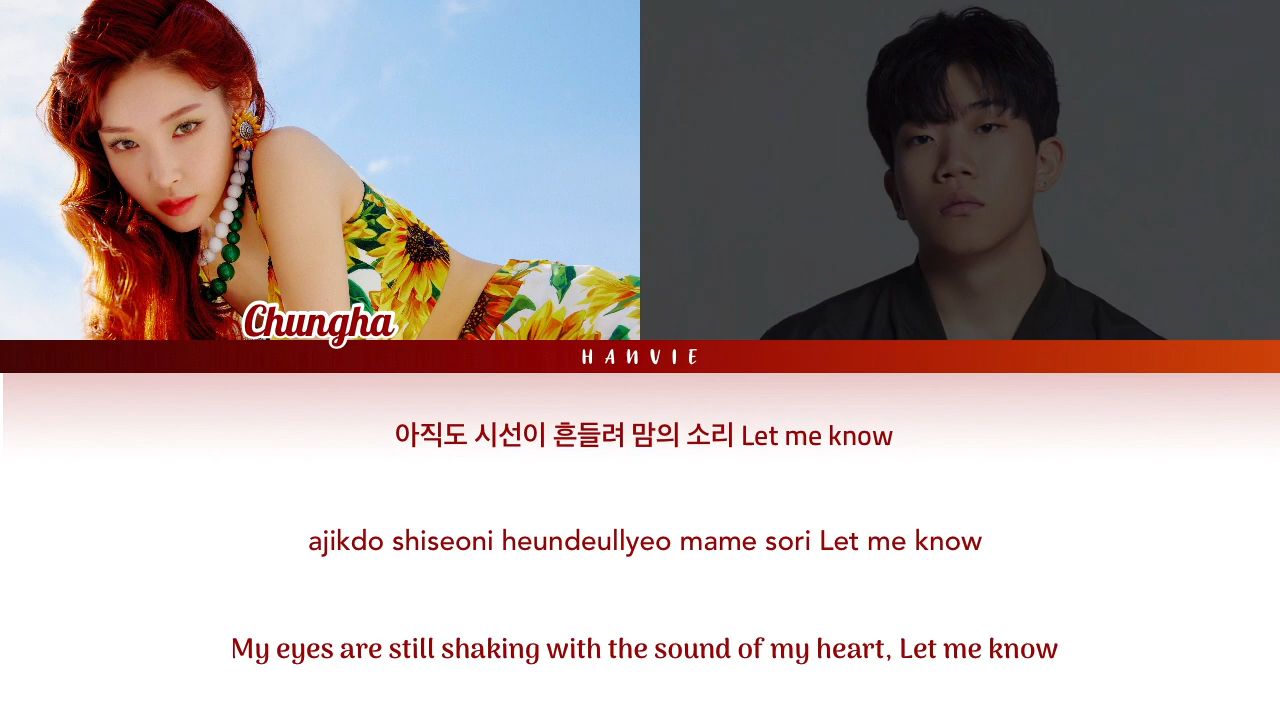 Chungha
HANVIE
아직도 시선이 흔들려 맘의 소리 Let me know
ajikdo shiseoni heundeullyeo mame sori Let me know
My eyes are still shaking with the sound of my heart, Let me know